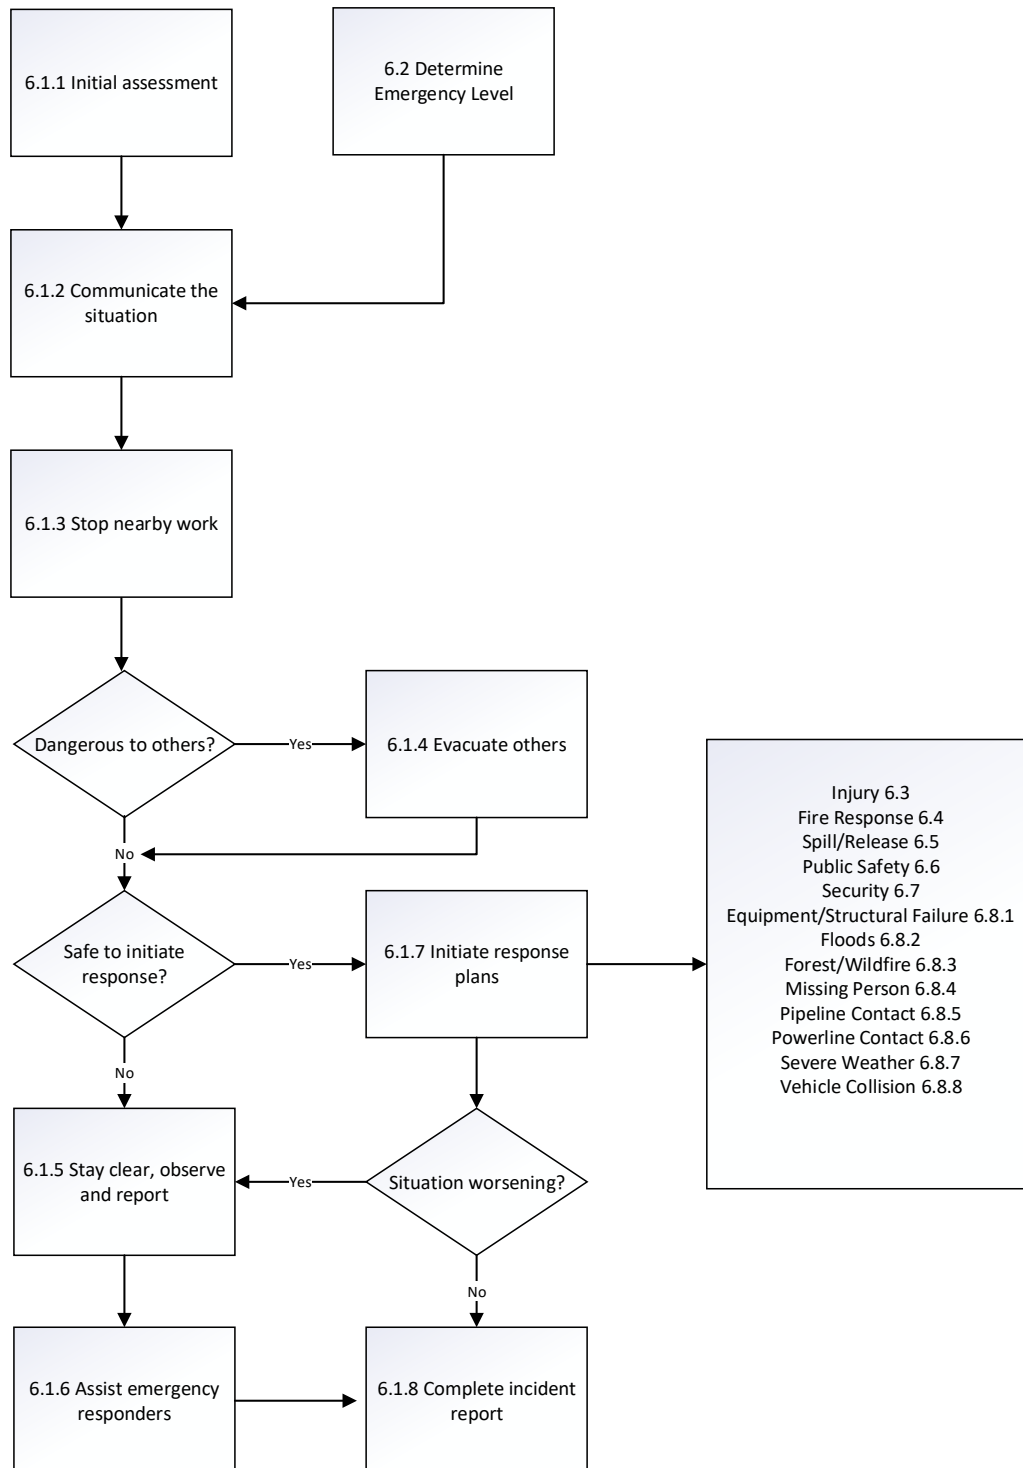 6.1.1 Initial assessment
6.2 Determine
Emergency Level
6.1.2 Communicate the
situation
6.1.3 Stop nearby work
Dangerous to others?
Yes
6.1.4 Evacuate others
No
Safe to initiate
response?
Yes
6.1.7 Initiate response
plans
Injury 6.3
Fire Response 6.4
Spill/Release 6.5
Public Safety 6.6
Security 6.7
Equipment/Structural Failure 6.8.1
Floods 6.8.2
Forest/Wildfire 6.8.3
Missing Person 6.8.4
Pipeline Contact 6.8.5
Powerline Contact 6.8.6
Severe Weather 6.8.7
Vehicle Collision 6.8.8
No
6.1.5 Stay clear, observe
and report
Yes
Situation worsening?
No
6.1.6 Assist emergency
responders
6.1.8 Complete incident
report